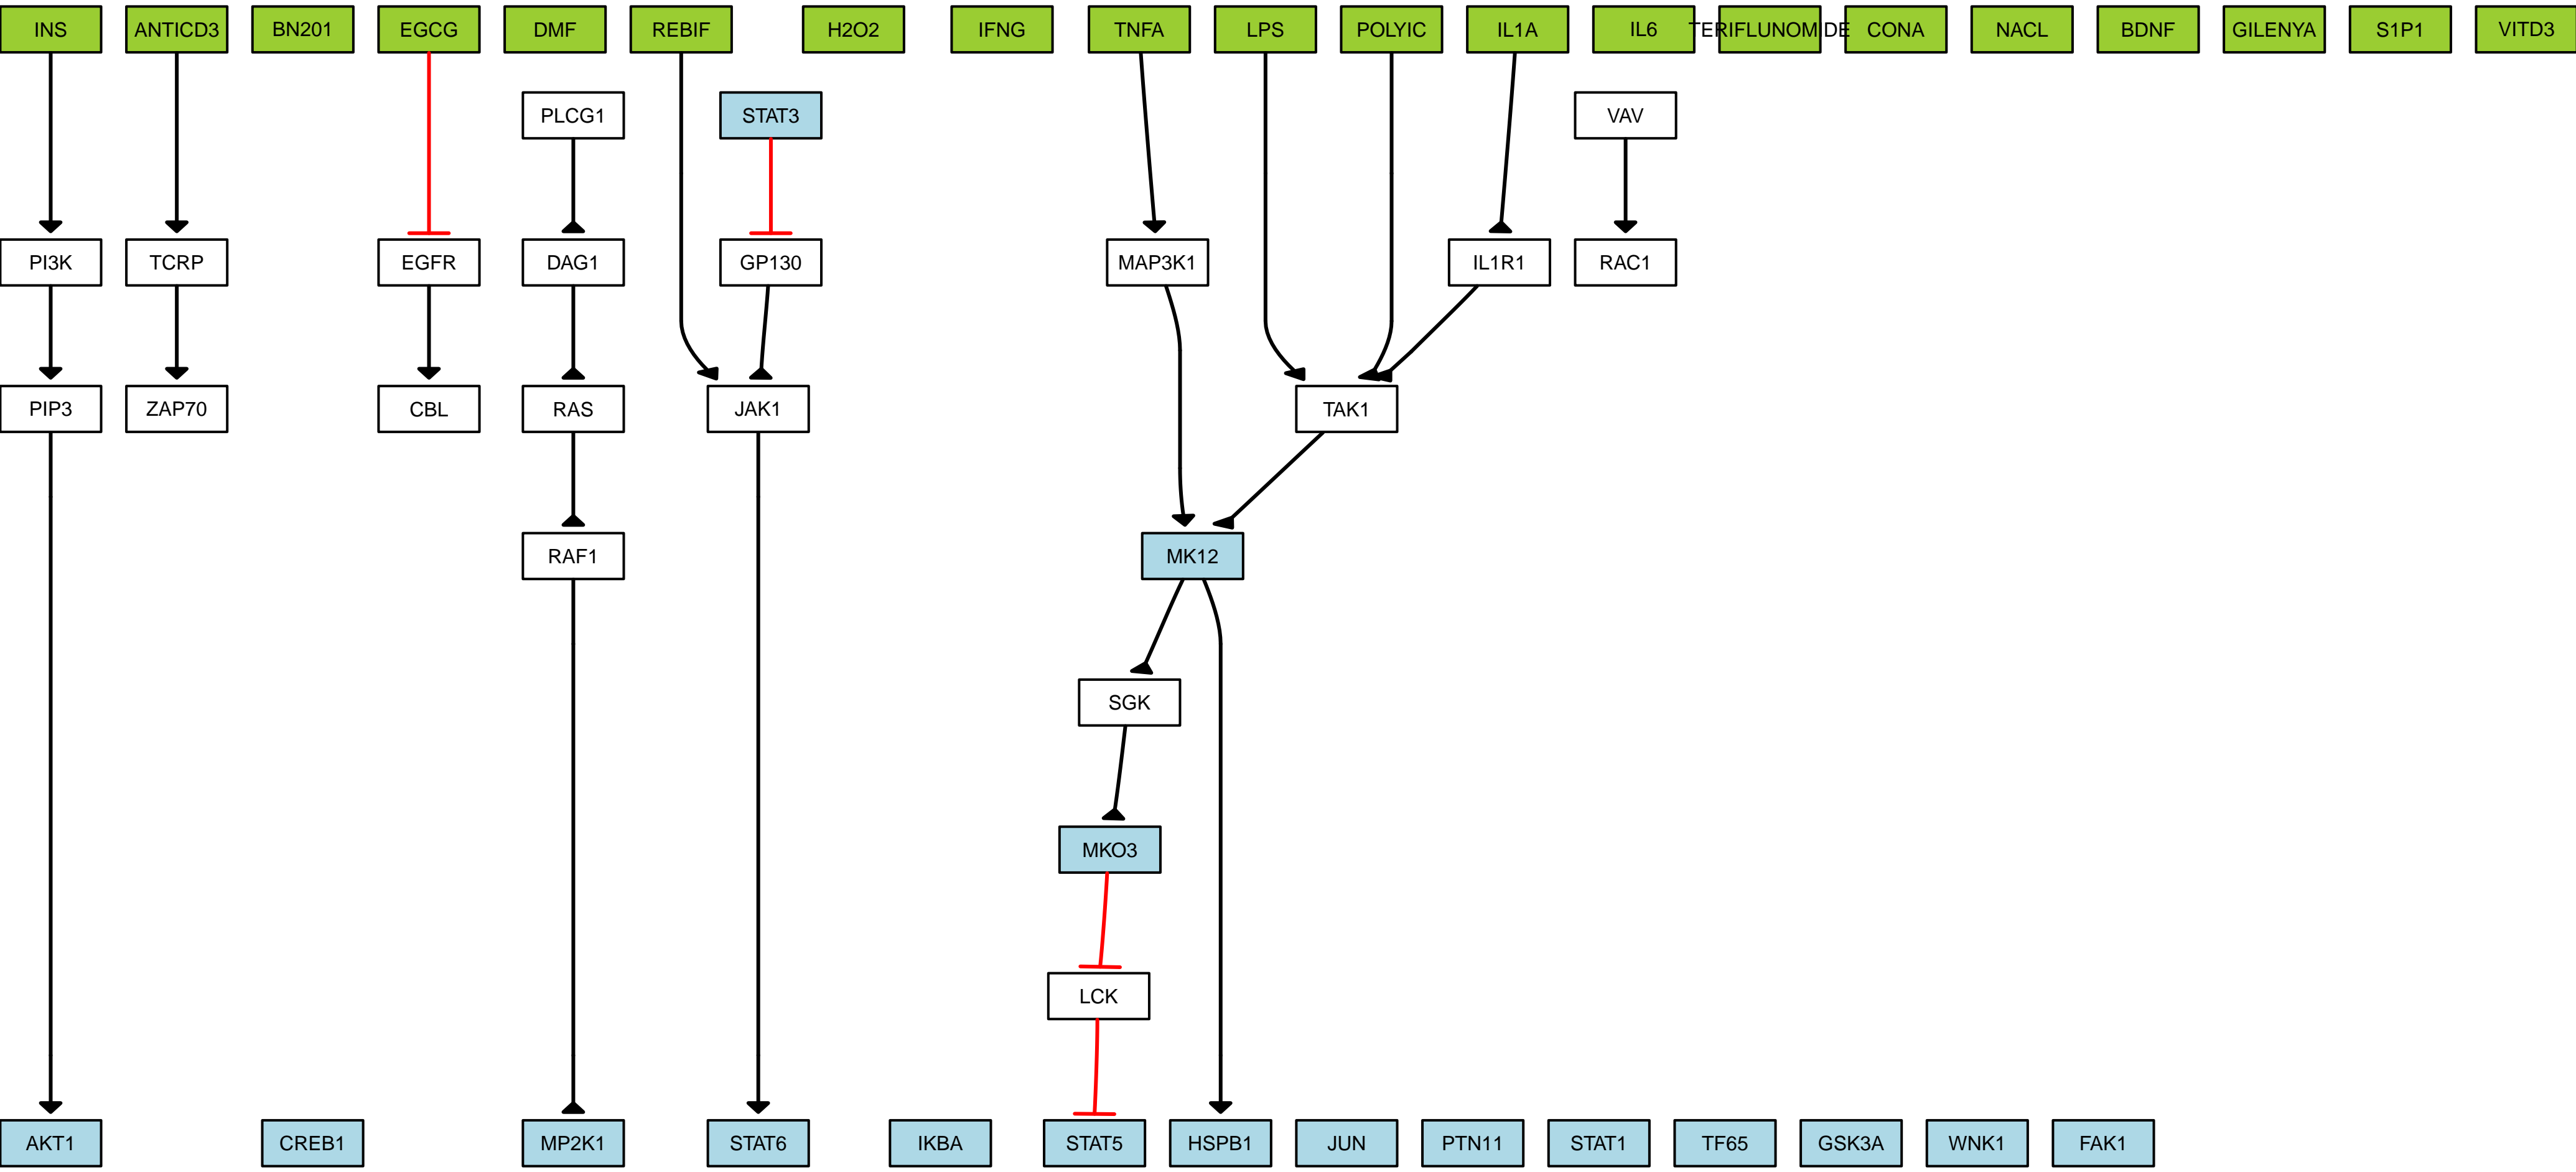 INS
ANTICD3
BN201
EGCG
DMF
REBIF
H2O2
IFNG
TNFA
LPS
POLYIC
IL1A
IL6
TERIFLUNOMIDE
CONA
NACL
BDNF
GILENYA
S1P1
VITD3
PLCG1
STAT3
VAV
PI3K
TCRP
EGFR
DAG1
GP130
MAP3K1
IL1R1
RAC1
PIP3
ZAP70
CBL
RAS
JAK1
TAK1
RAF1
MK12
SGK
MKO3
LCK
AKT1
CREB1
MP2K1
STAT6
IKBA
STAT5
HSPB1
JUN
PTN11
STAT1
TF65
GSK3A
WNK1
FAK1